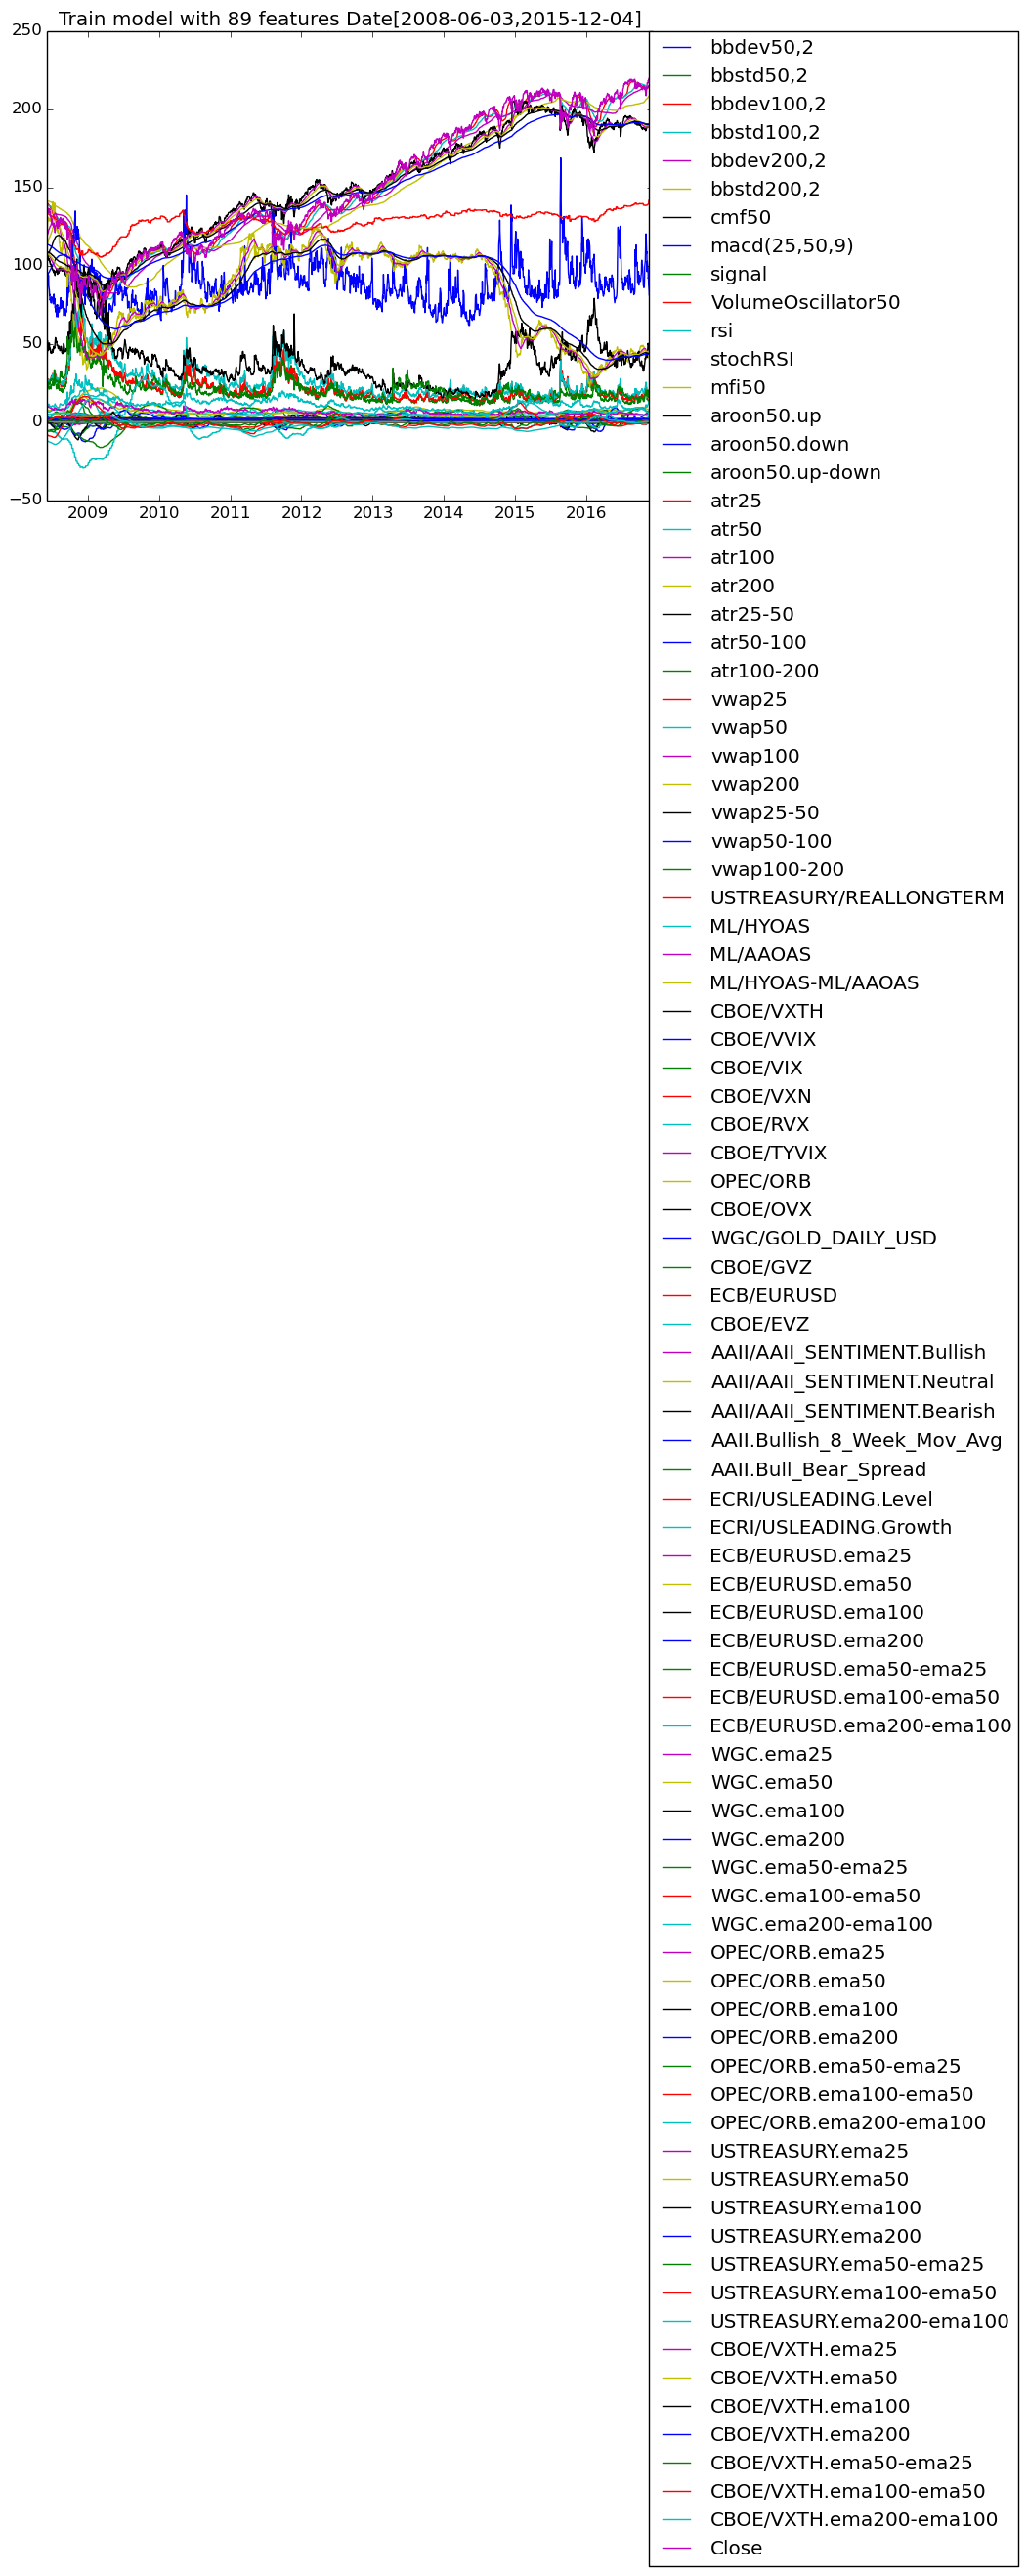 Train model with 89 features Date[2008-06-03,2015-12-04]
250
200
150
100
50
0
−50
2009 2010 2011 2012 2013 2014 2015 2016
bbdev50,2
bbstd50,2
bbdev100,2
bbstd100,2
bbdev200,2
bbstd200,2
cmf50
macd(25,50,9)
signal
VolumeOscillator50
rsi
stochRSI
mfi50
aroon50.up
aroon50.down
aroon50.up-down
atr25
atr50
atr100
atr200
atr25-50
atr50-100
atr100-200
vwap25
vwap50
vwap100
vwap200
vwap25-50
vwap50-100
vwap100-200
USTREASURY/REALLONGTERM
ML/HYOAS
ML/AAOAS
ML/HYOAS-ML/AAOAS
CBOE/VXTH
CBOE/VVIX
CBOE/VIX
CBOE/VXN
CBOE/RVX
CBOE/TYVIX
OPEC/ORB
CBOE/OVX
WGC/GOLD_DAILY_USD
CBOE/GVZ
ECB/EURUSD
CBOE/EVZ
AAII/AAII_SENTIMENT.Bullish
AAII/AAII_SENTIMENT.Neutral
AAII/AAII_SENTIMENT.Bearish
AAII.Bullish_8_Week_Mov_Avg
AAII.Bull_Bear_Spread
ECRI/USLEADING.Level
ECRI/USLEADING.Growth
ECB/EURUSD.ema25
ECB/EURUSD.ema50
ECB/EURUSD.ema100
ECB/EURUSD.ema200
ECB/EURUSD.ema50-ema25
ECB/EURUSD.ema100-ema50
ECB/EURUSD.ema200-ema100
WGC.ema25
WGC.ema50
WGC.ema100
WGC.ema200
WGC.ema50-ema25
WGC.ema100-ema50
WGC.ema200-ema100
OPEC/ORB.ema25
OPEC/ORB.ema50
OPEC/ORB.ema100
OPEC/ORB.ema200
OPEC/ORB.ema50-ema25
OPEC/ORB.ema100-ema50
OPEC/ORB.ema200-ema100
USTREASURY.ema25
USTREASURY.ema50
USTREASURY.ema100
USTREASURY.ema200
USTREASURY.ema50-ema25
USTREASURY.ema100-ema50
USTREASURY.ema200-ema100
CBOE/VXTH.ema25
CBOE/VXTH.ema50
CBOE/VXTH.ema100
CBOE/VXTH.ema200
CBOE/VXTH.ema50-ema25
CBOE/VXTH.ema100-ema50
CBOE/VXTH.ema200-ema100
Close